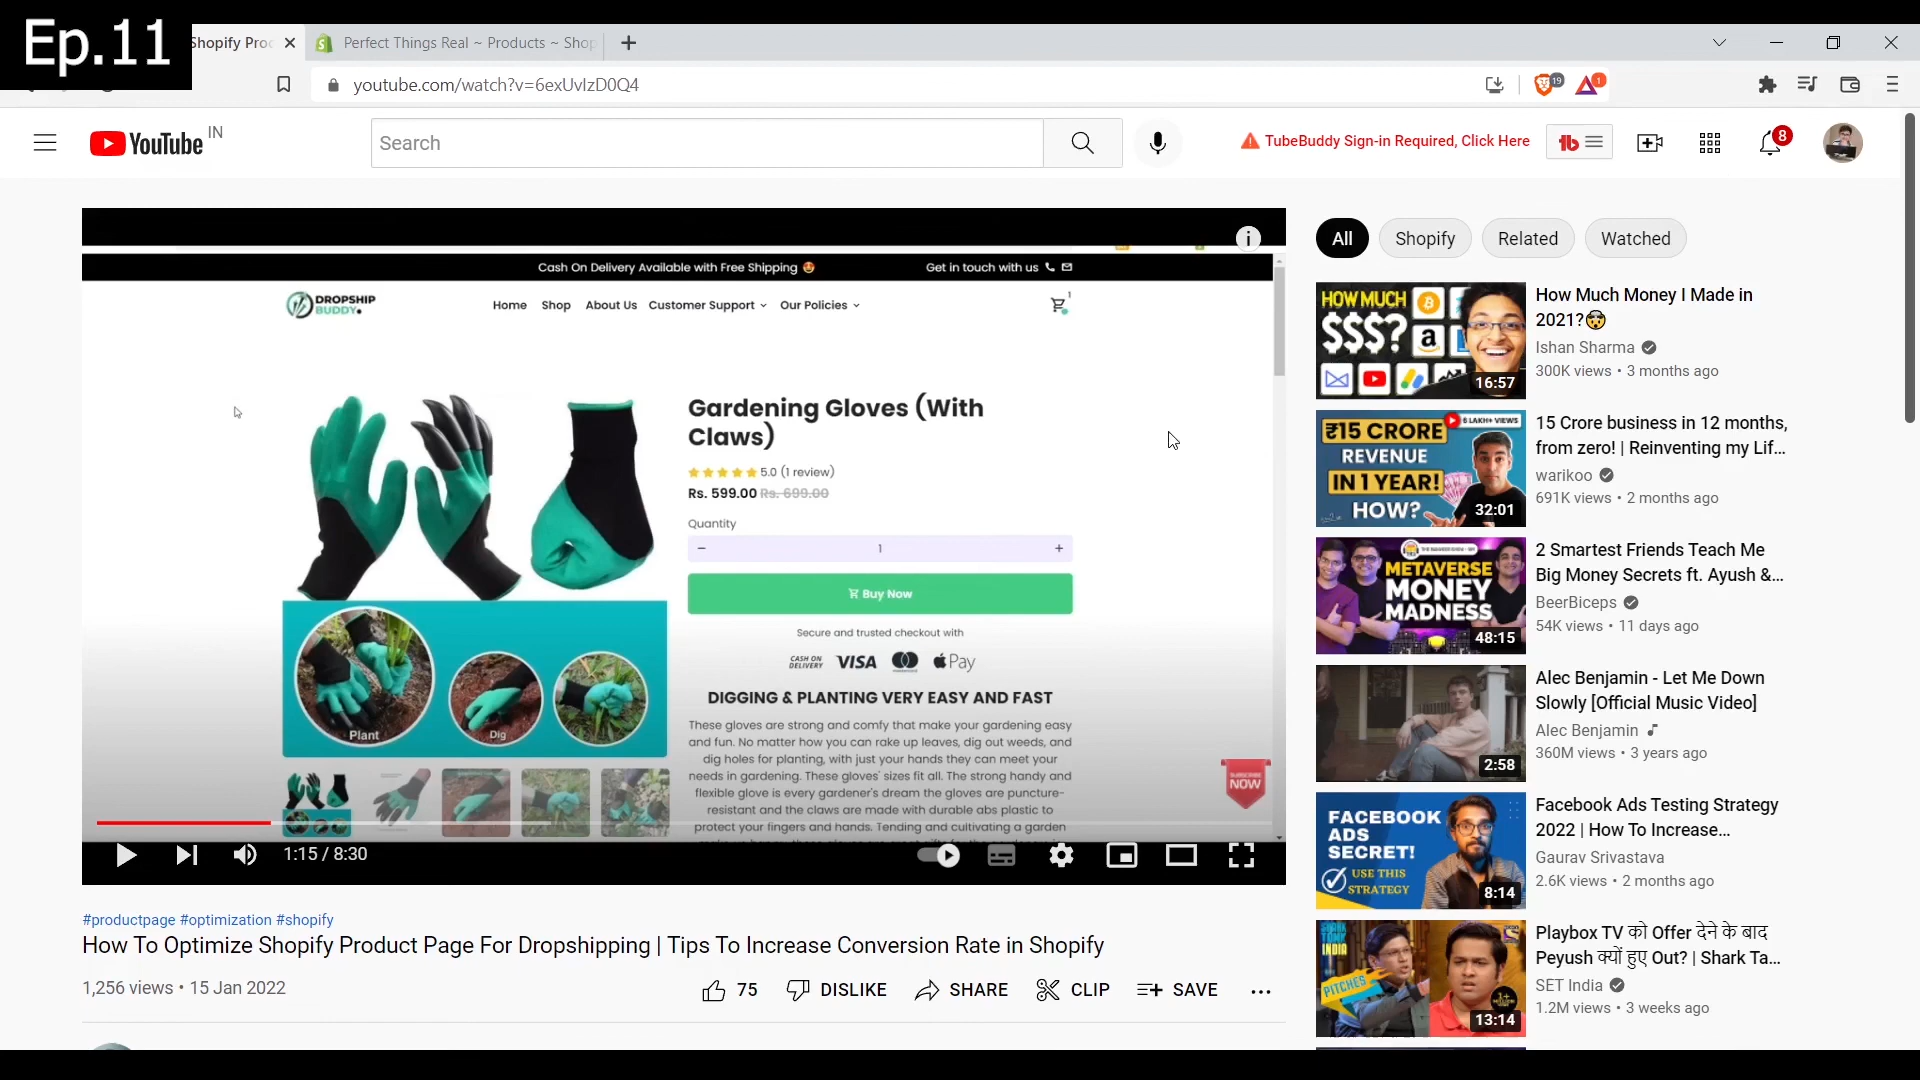 Ep.11
Shopify Proc
Perfect Things Real ~ Products ~ Shop
youtube.com/watch?v=6exUvIzD0Q4
19
1
YouTube IN
Search
TubeBuddy Sign-in Required, Click Here
tb
8
Cash On Delivery Available with Free Shipping
Get in touch with us
DROPSHIP
BUDDY.
Home Shop About Us Customer Support Our Policies
1
Gardening Gloves (With
Claws)
5.0 (1 review)
Rs. 599.00 Rs. 699.00
Quantity
− 1 +
Buy Now
Secure and trusted checkout with
CASH ON
DELIVERY
VISA
Pay
DIGGING & PLANTING VERY EASY AND FAST
These gloves are strong and comfy that make your gardening easy
and fun. No matter how you can rake up leaves, dig out weeds, and
dig holes for planting, with just your hands they can meet your
needs in gardening. These gloves' sizes fit all. The strong handy and
flexible glove is every gardener's dream the gloves are puncture-
resistant and the claws are made with durable abs plastic to
protect your fingers and hands. Tending and cultivating a garden
Plant
Dig
SUBSCRIBE
NOW
1:15 / 8:30
#productpage #optimization #shopify
How To Optimize Shopify Product Page For Dropshipping | Tips To Increase Conversion Rate in Shopify
1,256 views • 15 Jan 2022
75 DISLIKE SHARE CLIP SAVE ...
All Shopify Related Watched
HOW MUCH
$$$?
16:57
How Much Money I Made in
2021?🤯
Ishan Sharma
300K views • 3 months ago
6 LAKH+ VIEWS
₹15 CRORE
REVENUE
IN 1 YEAR!
HOW?
32:01
15 Crore business in 12 months,
from zero! | Reinventing my Lif...
warikoo
691K views • 2 months ago
METAVERSE
MONEY
MADNESS
48:15
2 Smartest Friends Teach Me
Big Money Secrets ft. Ayush &...
BeerBiceps
54K views • 11 days ago
2:58
Alec Benjamin - Let Me Down
Slowly [Official Music Video]
Alec Benjamin
360M views • 3 years ago
FACEBOOK
ADS
SECRET!
USE THIS
STRATEGY
8:14
Facebook Ads Testing Strategy
2022 | How To Increase...
Gaurav Srivastava
2.6K views • 2 months ago
SHARK
TANK
INDIA
PITCHES
13:14
Playbox TV को Offer देने के बाद
Peyush क्यों हुए Out? | Shark Ta...
SET India
1.2M views • 3 weeks ago